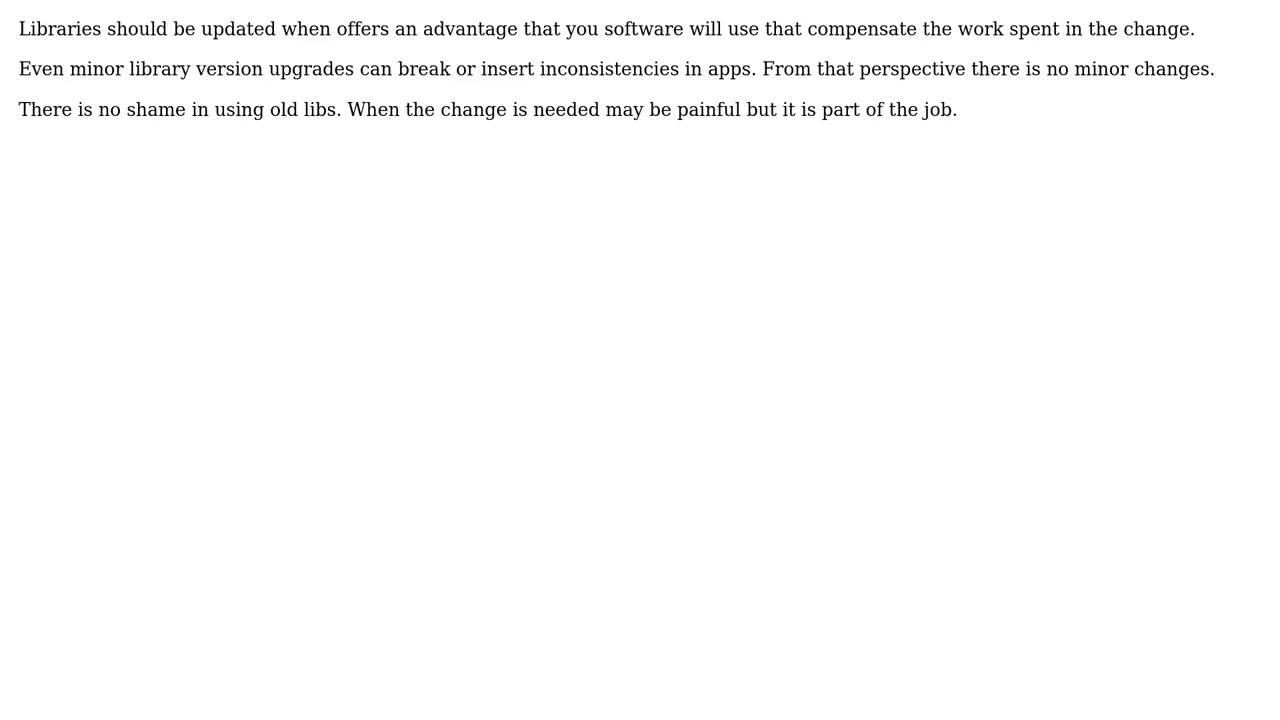 Libraries should be updated when offers an advantage that you software will use that compensate the work spent in the change.
Even minor library version upgrades can break or insert inconsistencies in apps. From that perspective there is no minor changes.
There is no shame in using old libs. When the change is needed may be painful but it is part of the job.